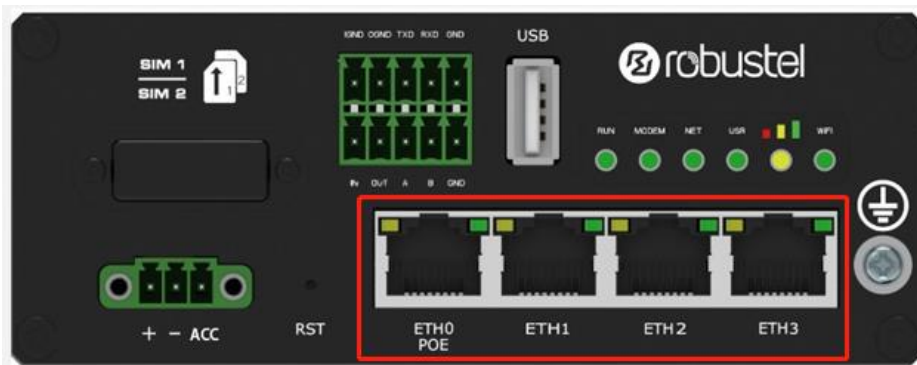 IGND OGND TXD RXD GND
USB
robustel
SIM 1
SIM 2
1
2
RUN MODEM NET USR WIFI
IN OUT A B GND
+ - ACC
RST
ETH0
POE
ETH1
ETH2
ETH3